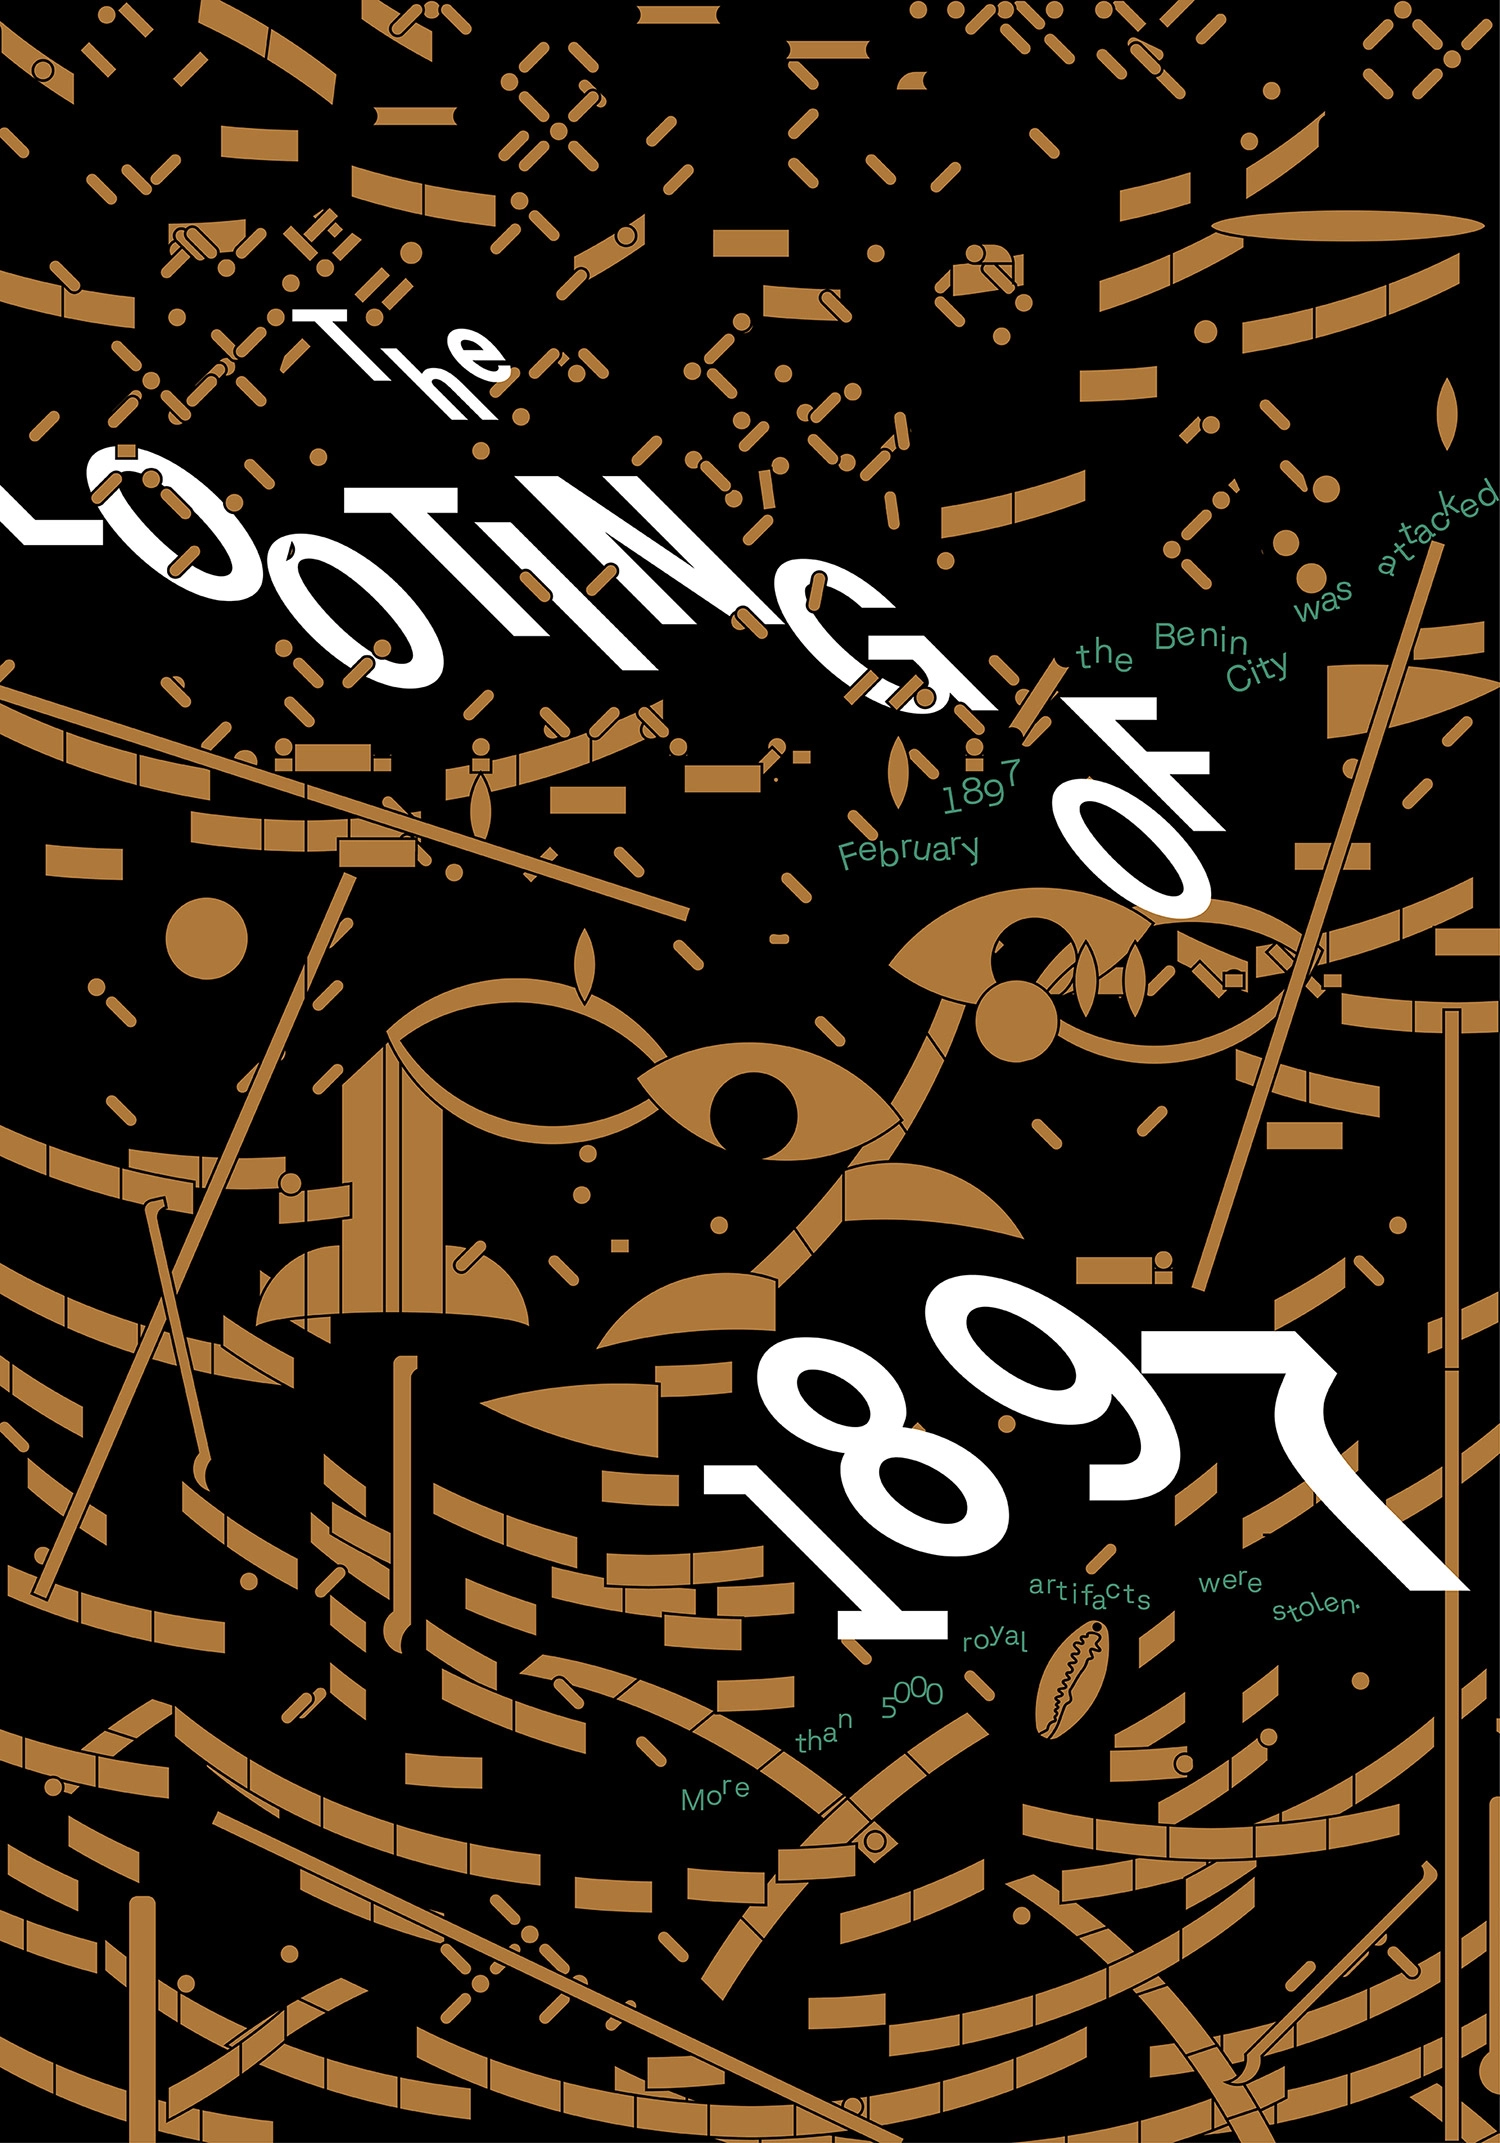 The
LOOTING
OF
1897
February 1897 the Benin City was attacked
More than 5000 royal artifacts were stolen.